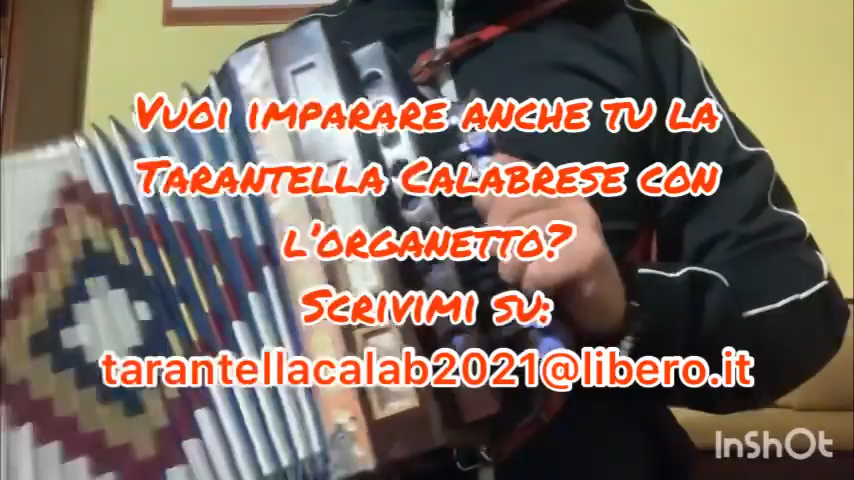 Vuoi imparare anche tu la
Tarantella Calabrese con
l'organetto?
Scrivimi su:
tarantellacalab2021@libero.it
InShOt